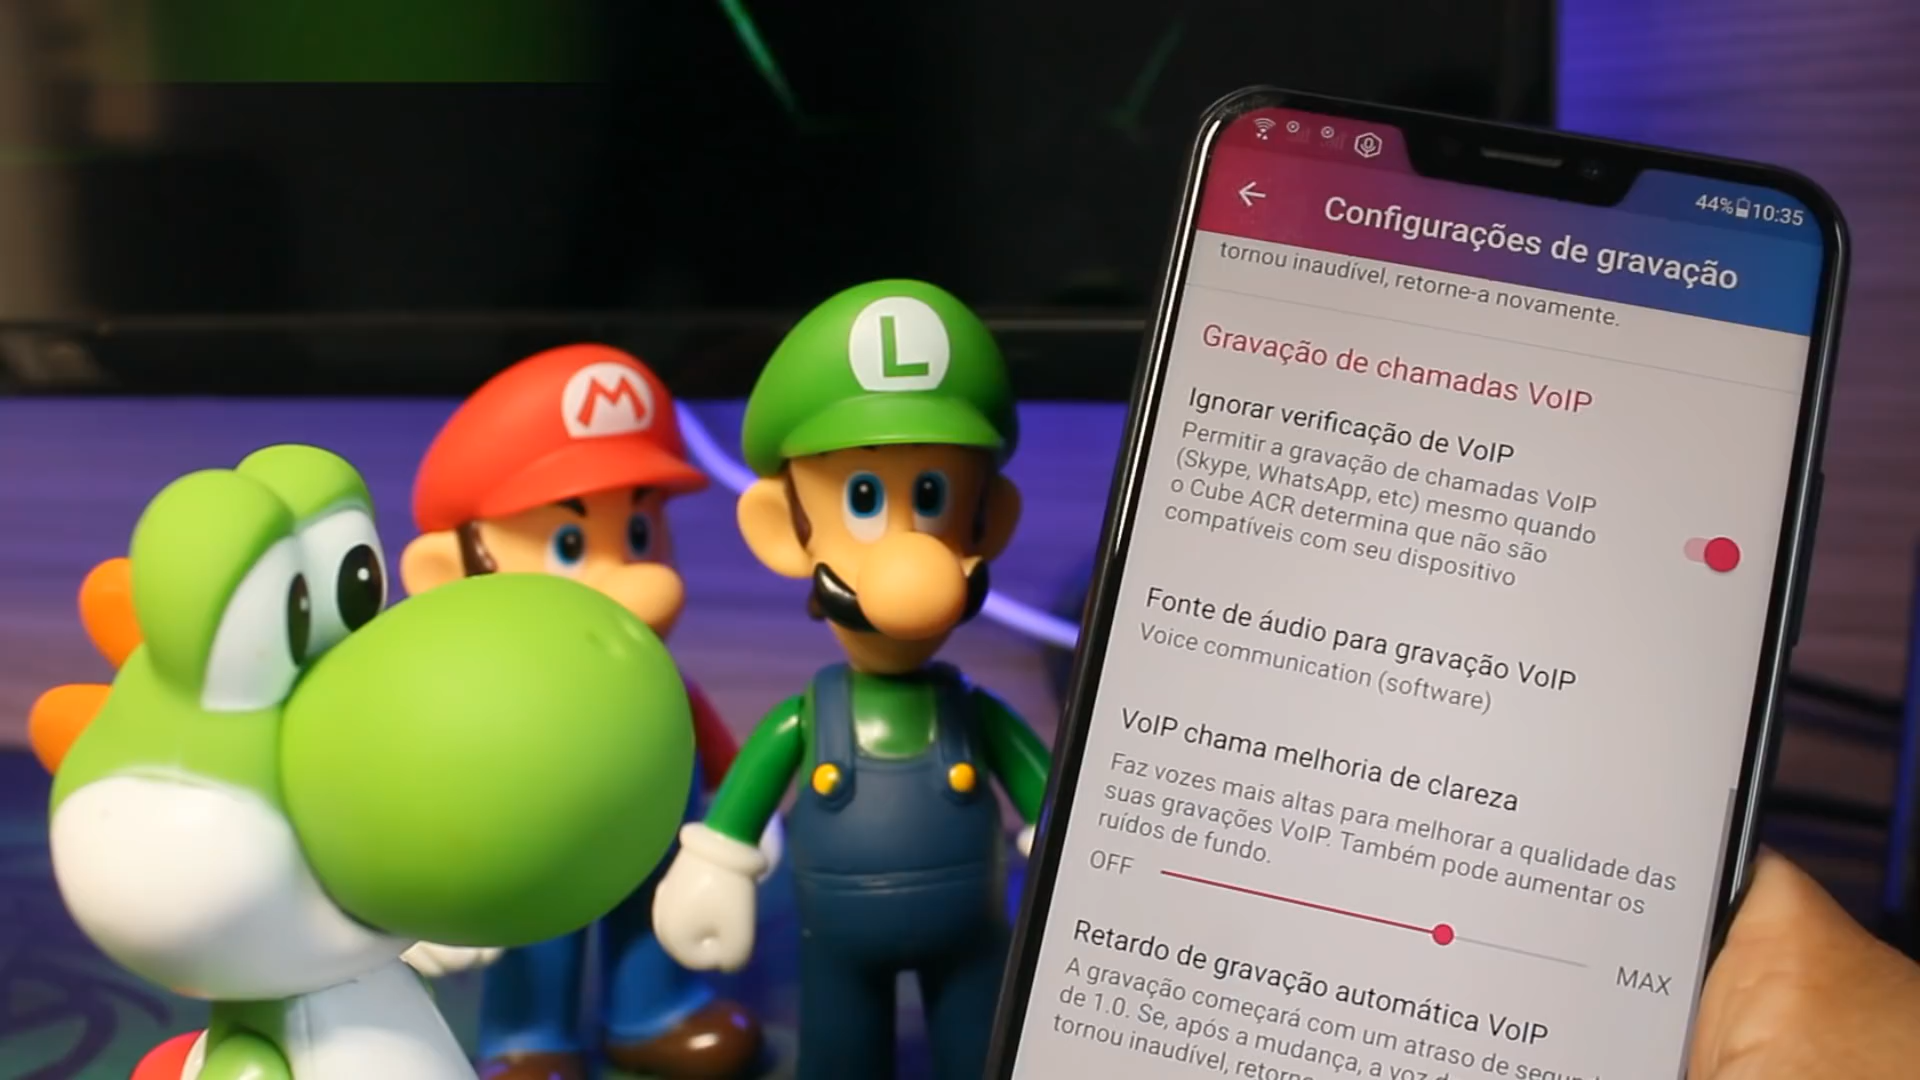 M
L
44% 10:35
Configurações de gravação
tornou inaudível, retorne-a novamente.
Gravação de chamadas VoIP
Ignorar verificação de VoIP
Permitir a gravação de chamadas VoIP
(Skype, WhatsApp, etc) mesmo quando
o Cube ACR determina que não são
compatíveis com seu dispositivo
Fonte de áudio para gravação VoIP
Voice communication (software)
VoIP chama melhoria de clareza
Faz vozes mais altas para melhorar a qualidade das
suas gravações VoIP. Também pode aumentar os
ruídos de fundo.
OFF
MAX
Retardo de gravação automática VoIP
A gravação começará com um atraso de
de 1.0. Se, após a mudança, a voz
tornou inaudível,